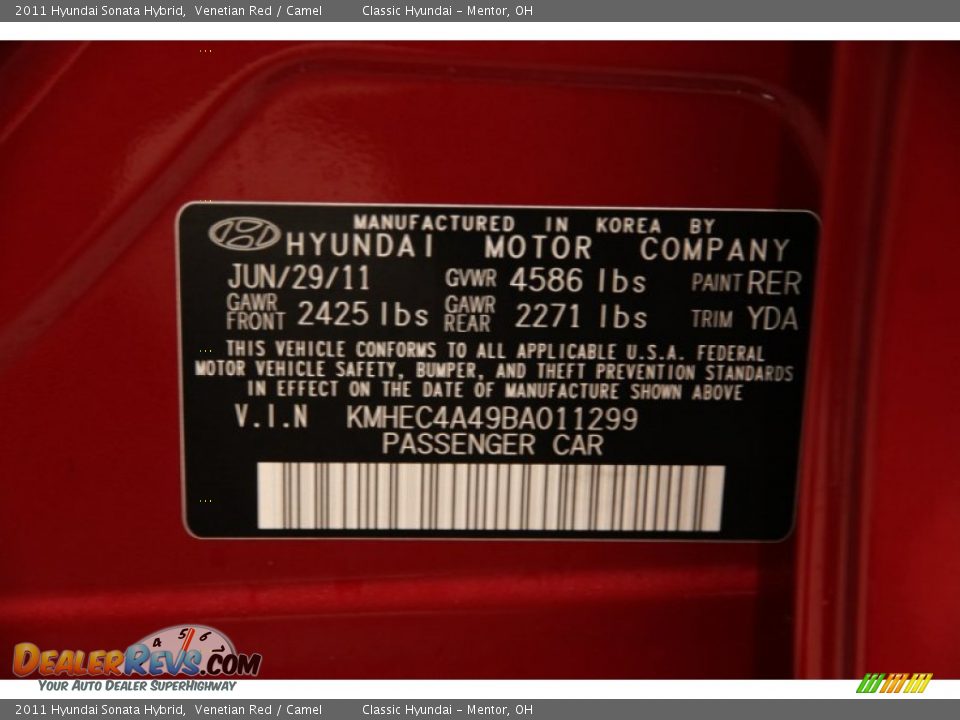 2011 Hyundai Sonata Hybrid, Venetian Red / Camel Classic Hyundai - Mentor, OH
MANUFACTURED IN KOREA BY
HYUNDAI MOTOR COMPANY
JUN/29/11 GVWR 4586 lbs PAINT RER
GAWR FRONT 2425 lbs GAWR REAR 2271 lbs TRIM YDA
THIS VEHICLE CONFORMS TO ALL APPLICABLE U.S.A. FEDERAL
MOTOR VEHICLE SAFETY, BUMPER, AND THEFT PREVENTION STANDARDS
IN EFFECT ON THE DATE OF MANUFACTURE SHOWN ABOVE
V.I.N KMHEC4A49BA011299
PASSENGER CAR
4 5 6
DEALERREVS.COM
YOUR AUTO DEALER SUPERHIGHWAY
2011 Hyundai Sonata Hybrid, Venetian Red / Camel Classic Hyundai - Mentor, OH